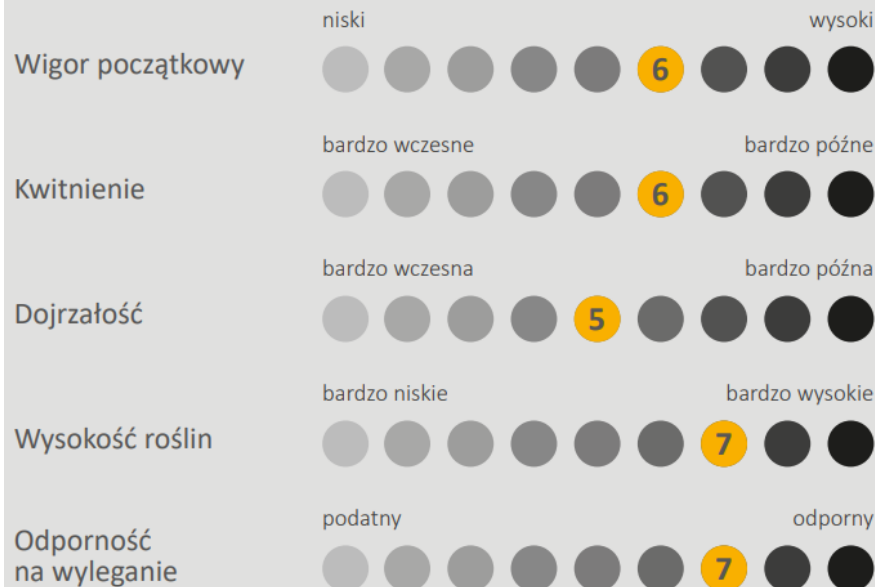 niski wysoki
Wigor początkowy 6
bardzo wczesne bardzo późne
Kwitnienie 6
bardzo wczesna bardzo późna
Dojrzałość 5
bardzo niskie bardzo wysokie
Wysokość roślin 7
podatny odporny
Odporność
na wyleganie 7